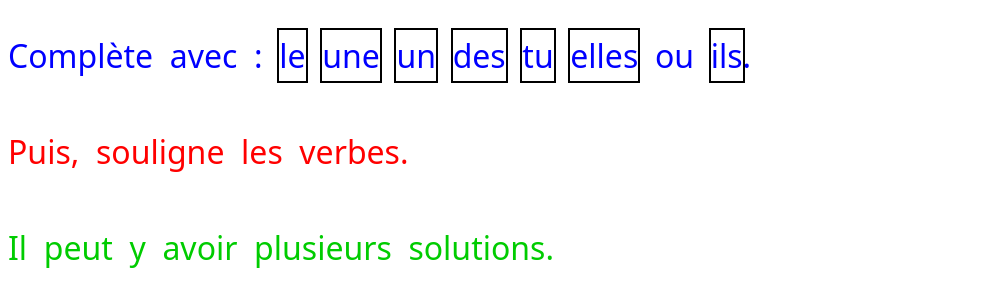 Complète avec : le une un des tu elles ou ils.
Puis, souligne les verbes.
Il peut y avoir plusieurs solutions.